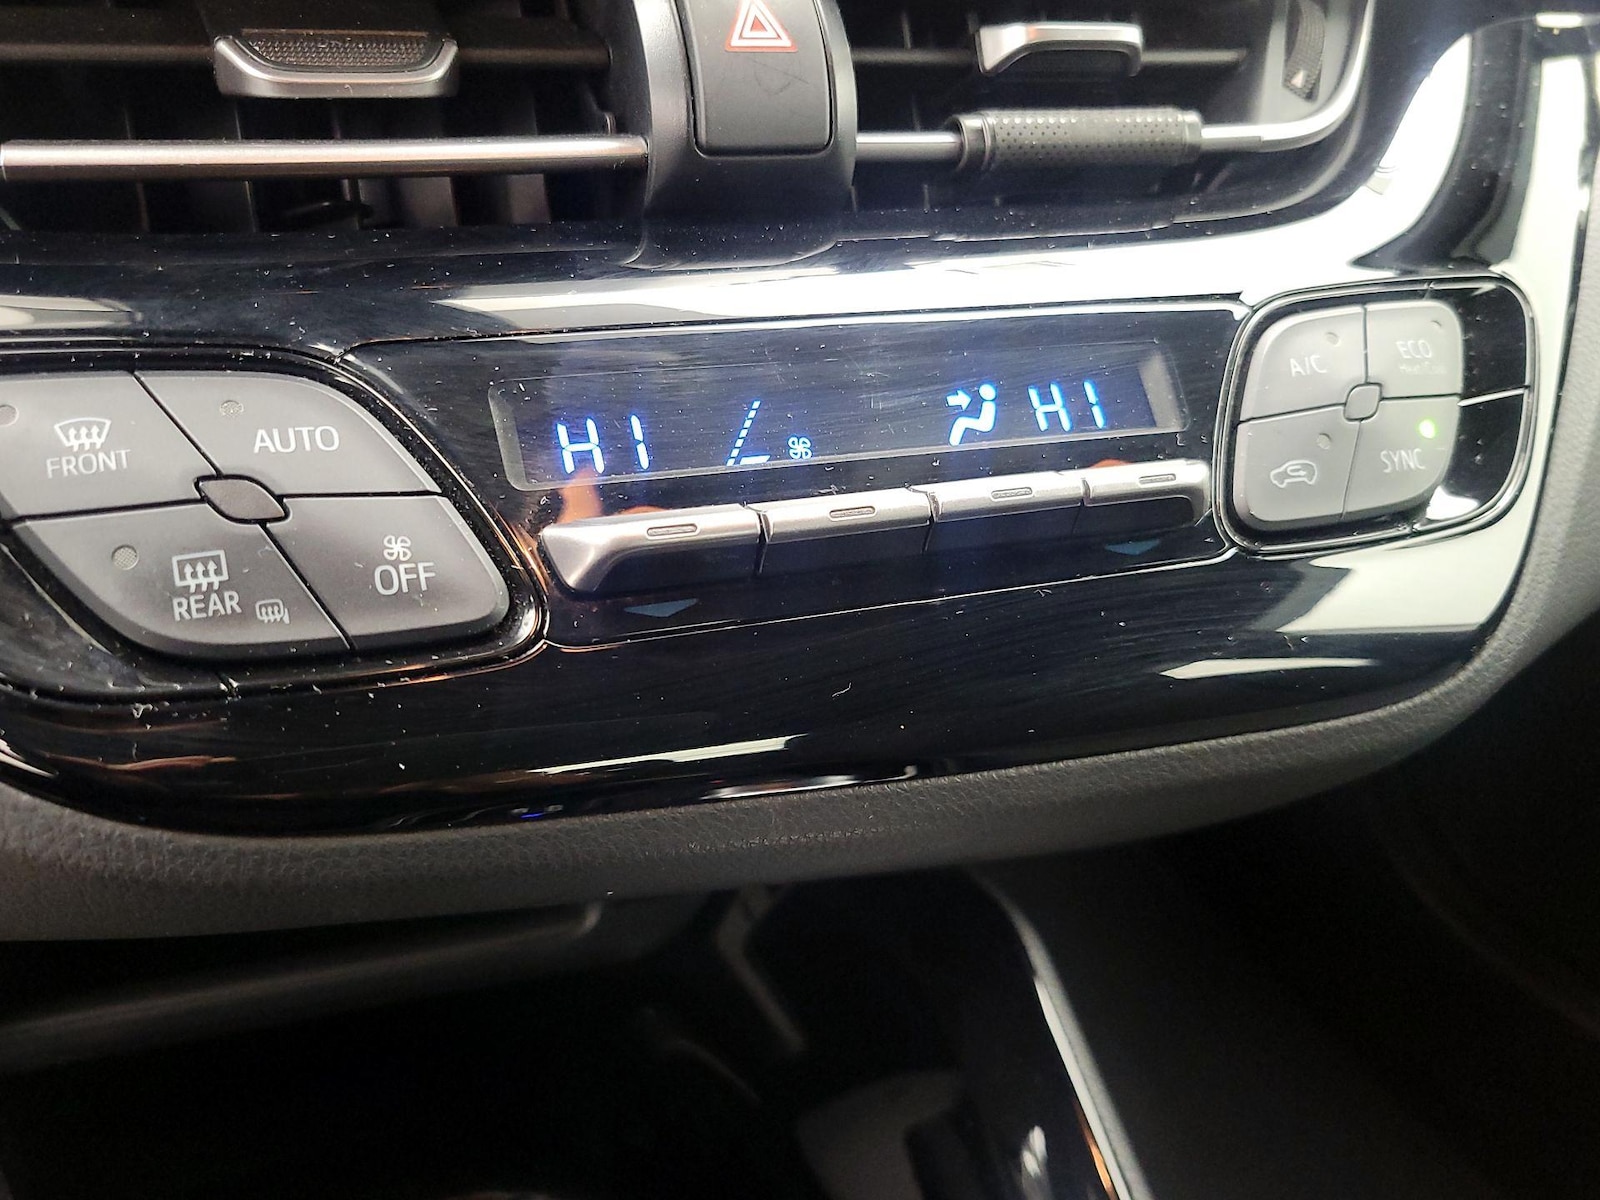 FRONT
AUTO
REAR
OFF
HI
HI
A/C
ECO
SYNC